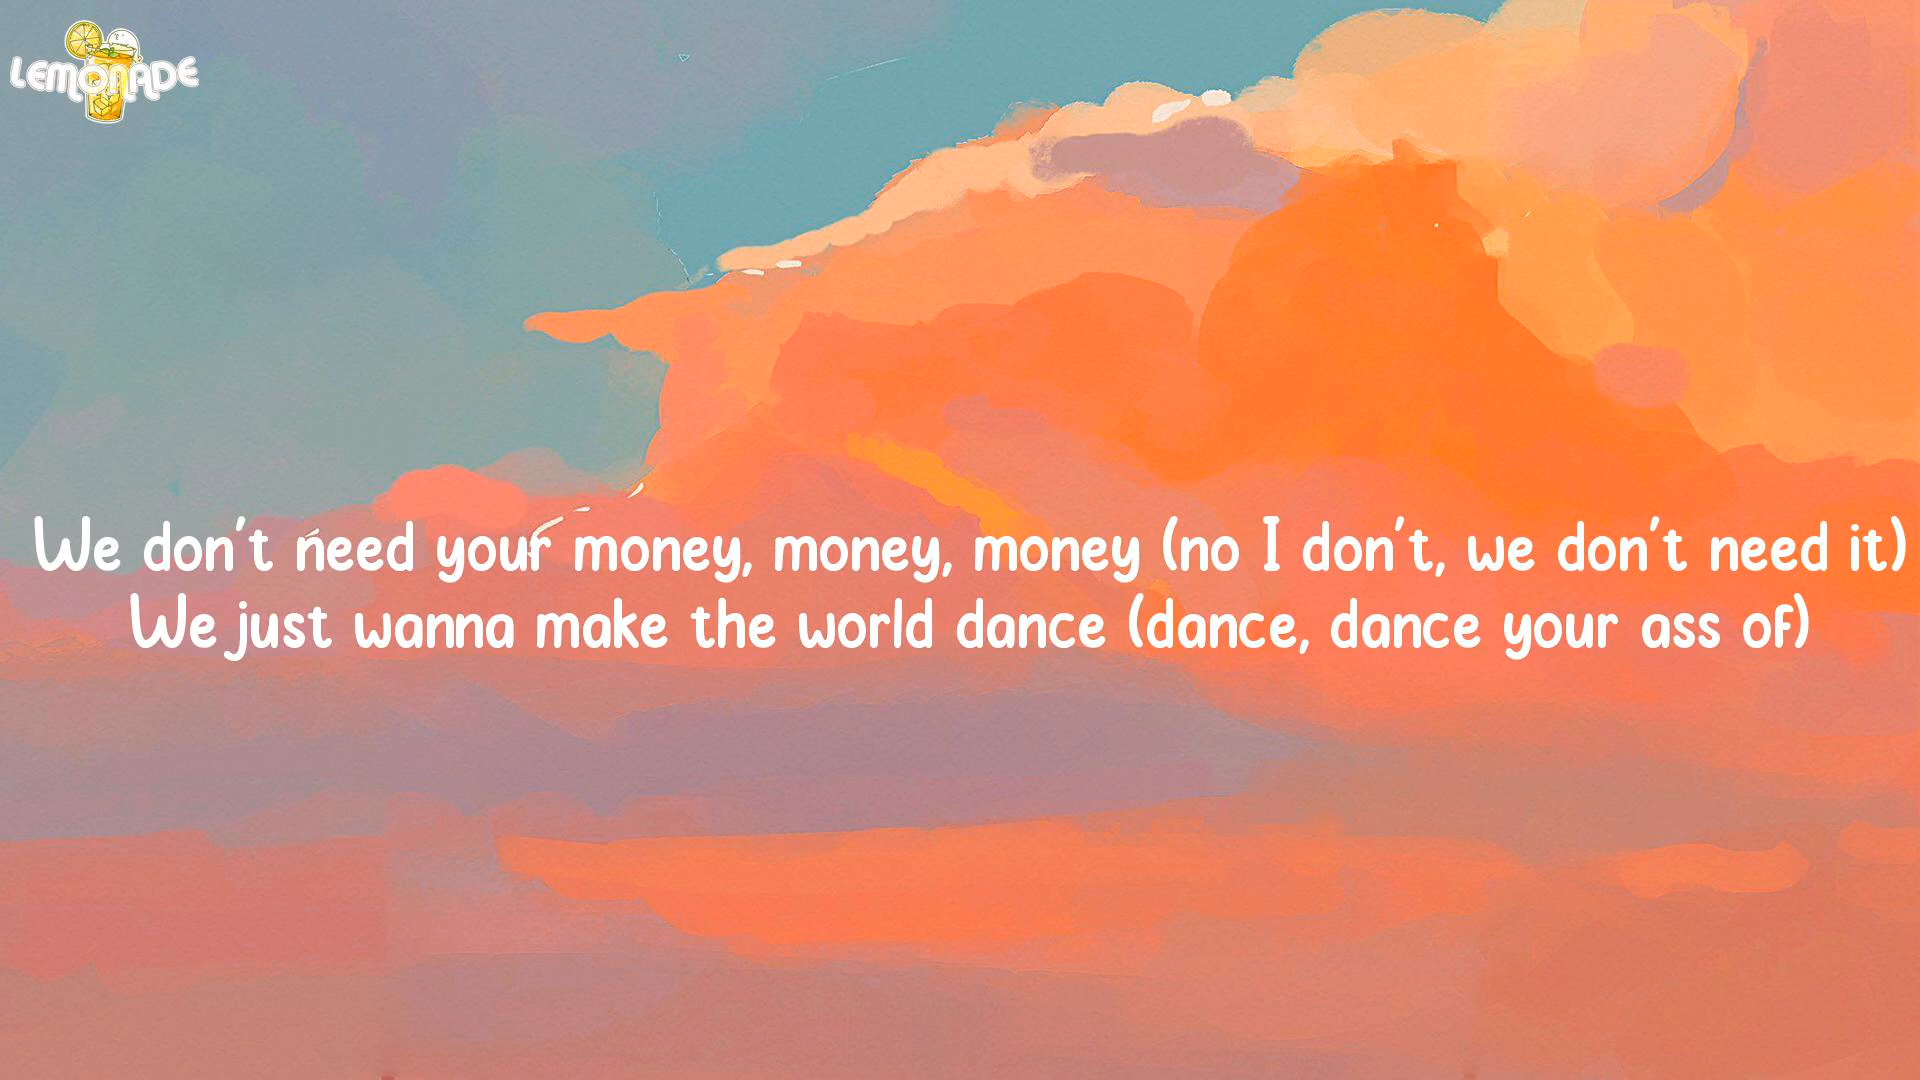 LEMONADE
We don't need your money, money, money (no I don't, we don't need it)
We just wanna make the world dance (dance, dance your ass of)